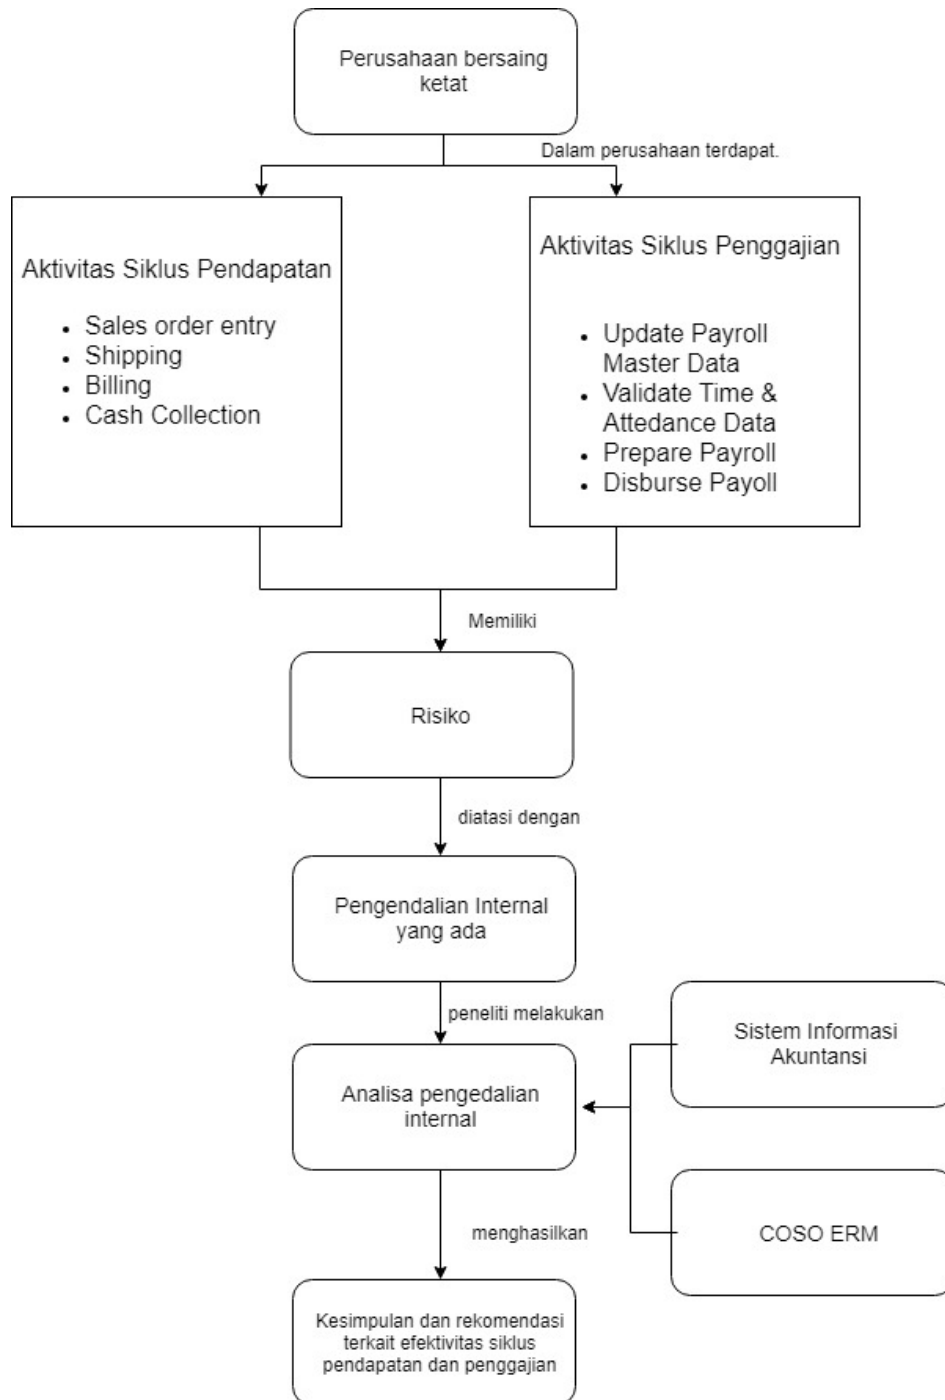 Perusahaan bersaing
ketat
Dalam perusahaan terdapat.
Aktivitas Siklus Pendapatan
• Sales order entry
• Shipping
• Billing
• Cash Collection
Aktivitas Siklus Penggajian
• Update Payroll
Master Data
• Validate Time &
Attedance Data
• Prepare Payroll
• Disburse Payoll
Memiliki
Risiko
diatasi dengan
Pengendalian Internal
yang ada
peneliti melakukan
Analisa pengedalian
internal
Sistem Informasi
Akuntansi
COSO ERM
menghasilkan
Kesimpulan dan rekomendasi
terkait efektivitas siklus
pendapatan dan penggajian